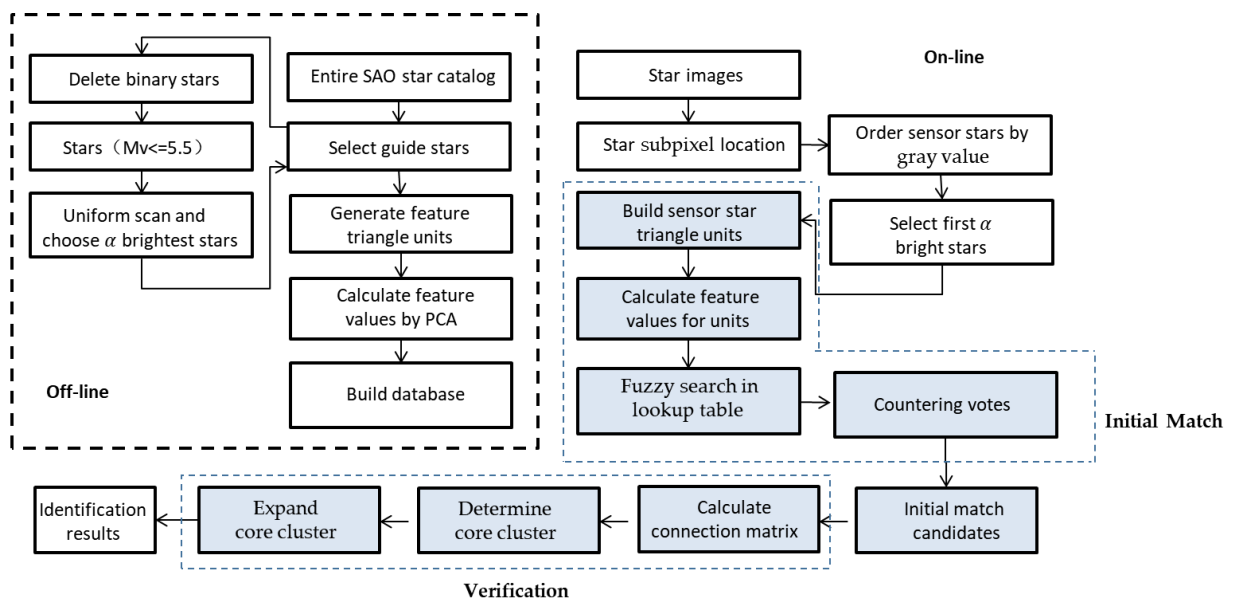 Delete binary stars
Stars（Mv<=5.5）
Uniform scan and
choose α brightest stars
Entire SAO star catalog
Select guide stars
Generate feature
triangle units
Calculate feature
values by PCA
Build database
Off-line
Star images
Star subpixel location
On-line
Order sensor stars by
gray value
Select first α
bright stars
Build sensor star
triangle units
Calculate feature
values for units
Fuzzy search in
lookup table
Countering votes
Initial Match
Initial match
candidates
Calculate
connection matrix
Determine
core cluster
Expand
core cluster
Identification
results
Verification